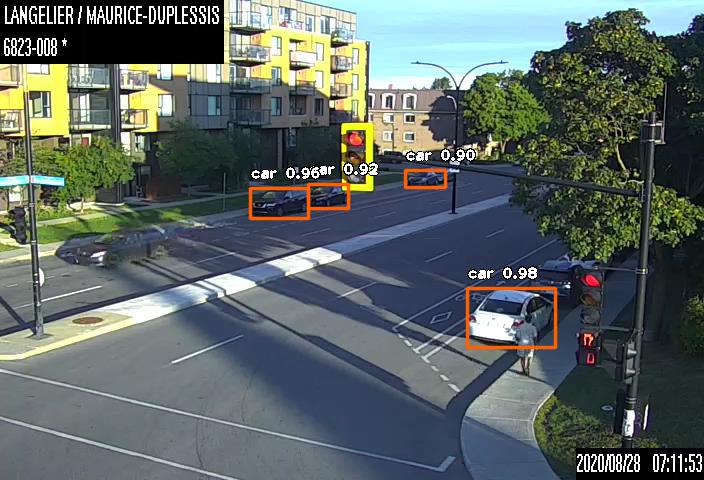 LANGELIER / MAURICE-DUPLESSIS
6823-008 *
car 0.96
car 0.92
car 0.90
car 0.98
2020/08/28 07:11:53